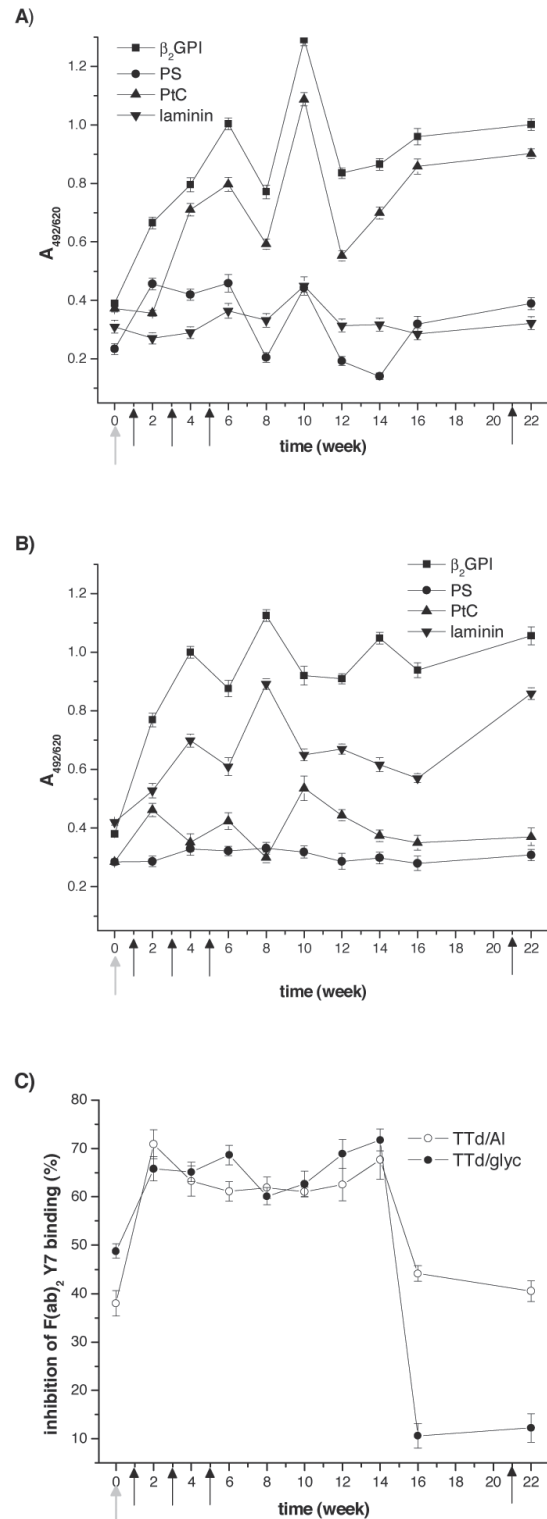 A)
β₂GPI
PS
PtC
laminin
1.2
1.0
0.8
0.6
0.4
0.2
A492/620
0 2 4 6 8 10 12 14 16 18 20 22
time (week)
B)
β₂GPI
PS
PtC
laminin
1.2
1.0
0.8
0.6
0.4
0.2
A492/620
0 2 4 6 8 10 12 14 16 18 20 22
time (week)
C)
TTd/Al
TTd/glyc
80
70
60
50
40
30
20
10
inhibition of F(ab)₂ Y7 binding (%)
0 2 4 6 8 10 12 14 16 18 20 22
time (week)